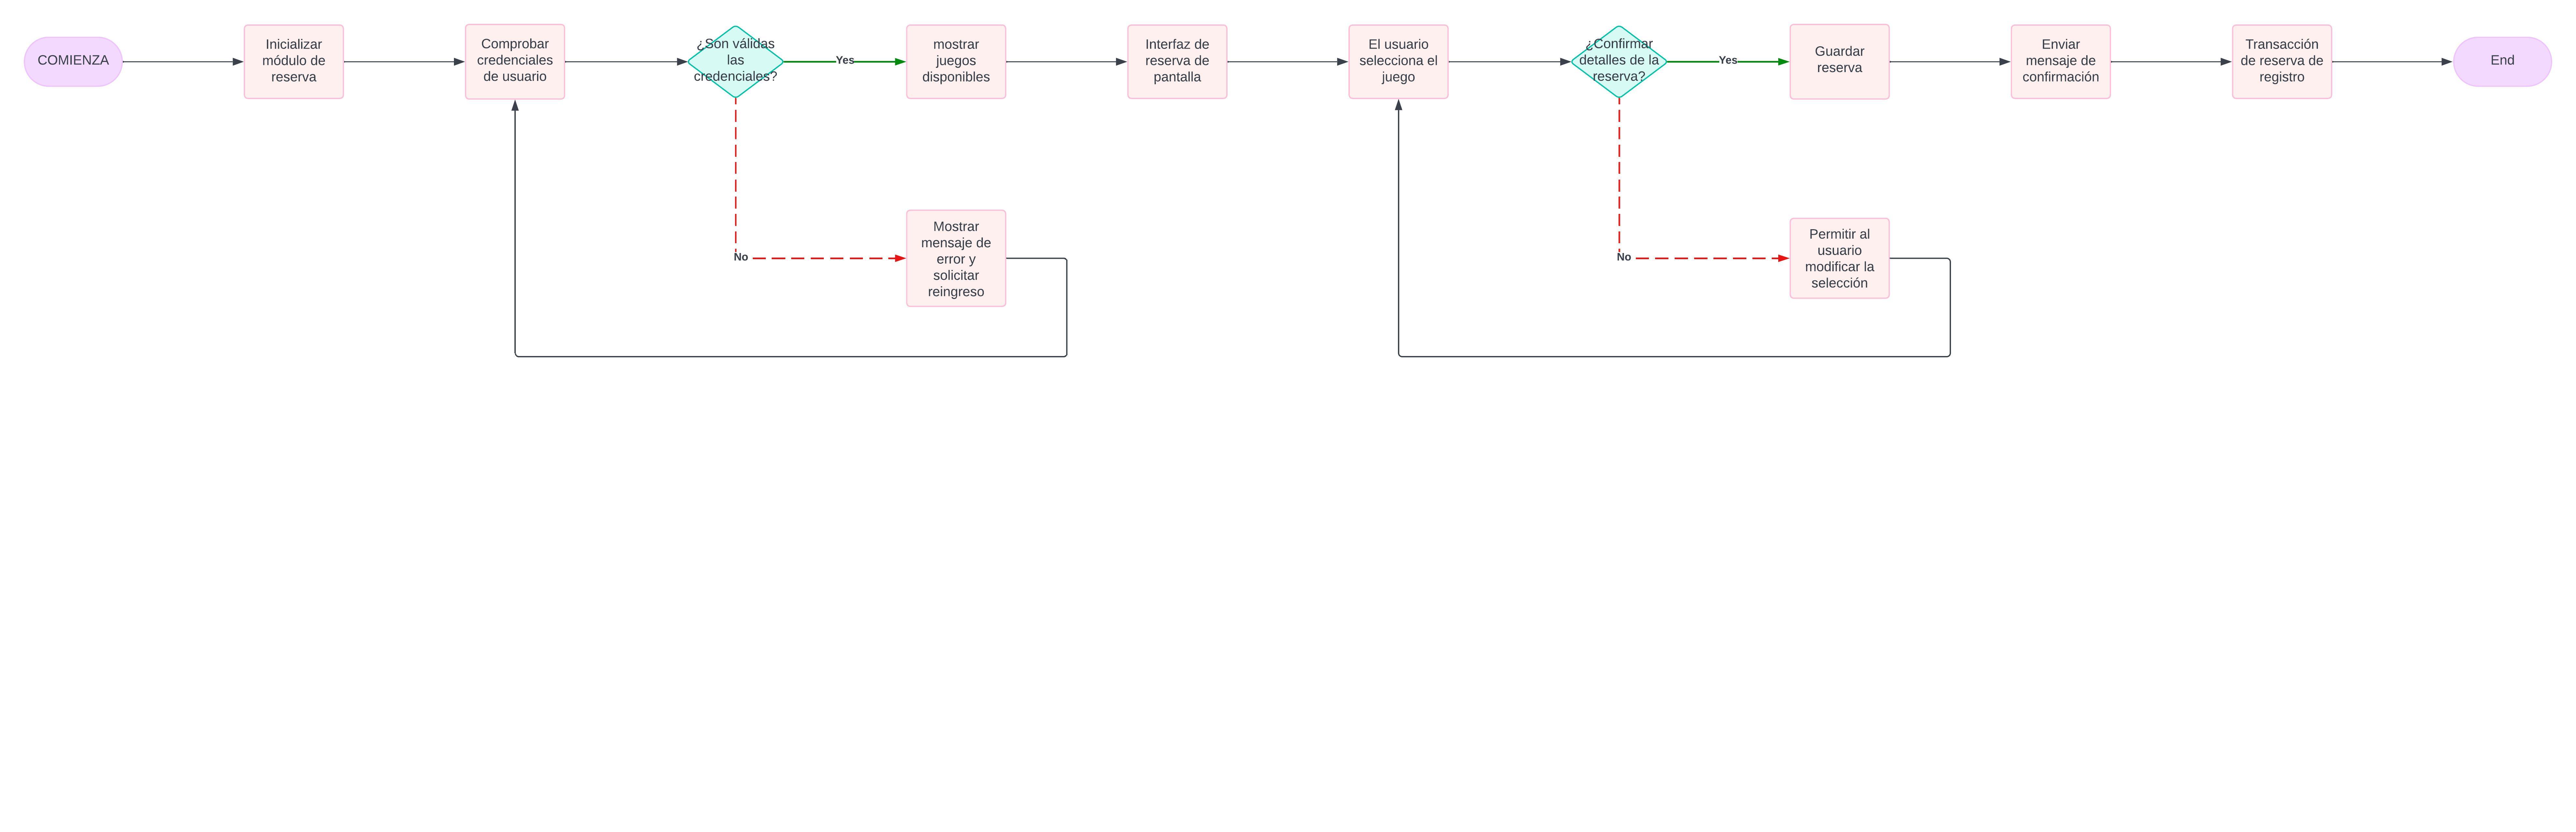 COMIENZA
Inicializar
módulo de
reserva
Comprobar
credenciales
de usuario
¿Son válidas
las
credenciales?
Yes
mostrar
juegos
disponibles
Interfaz de
reserva de
pantalla
El usuario
selecciona el
juego
¿Confirmar
detalles de la
reserva?
Yes
Guardar
reserva
Enviar
mensaje de
confirmación
Transacción
de reserva de
registro
End
No
Mostrar
mensaje de
error y
solicitar
reingreso
No
Permitir al
usuario
modificar la
selección